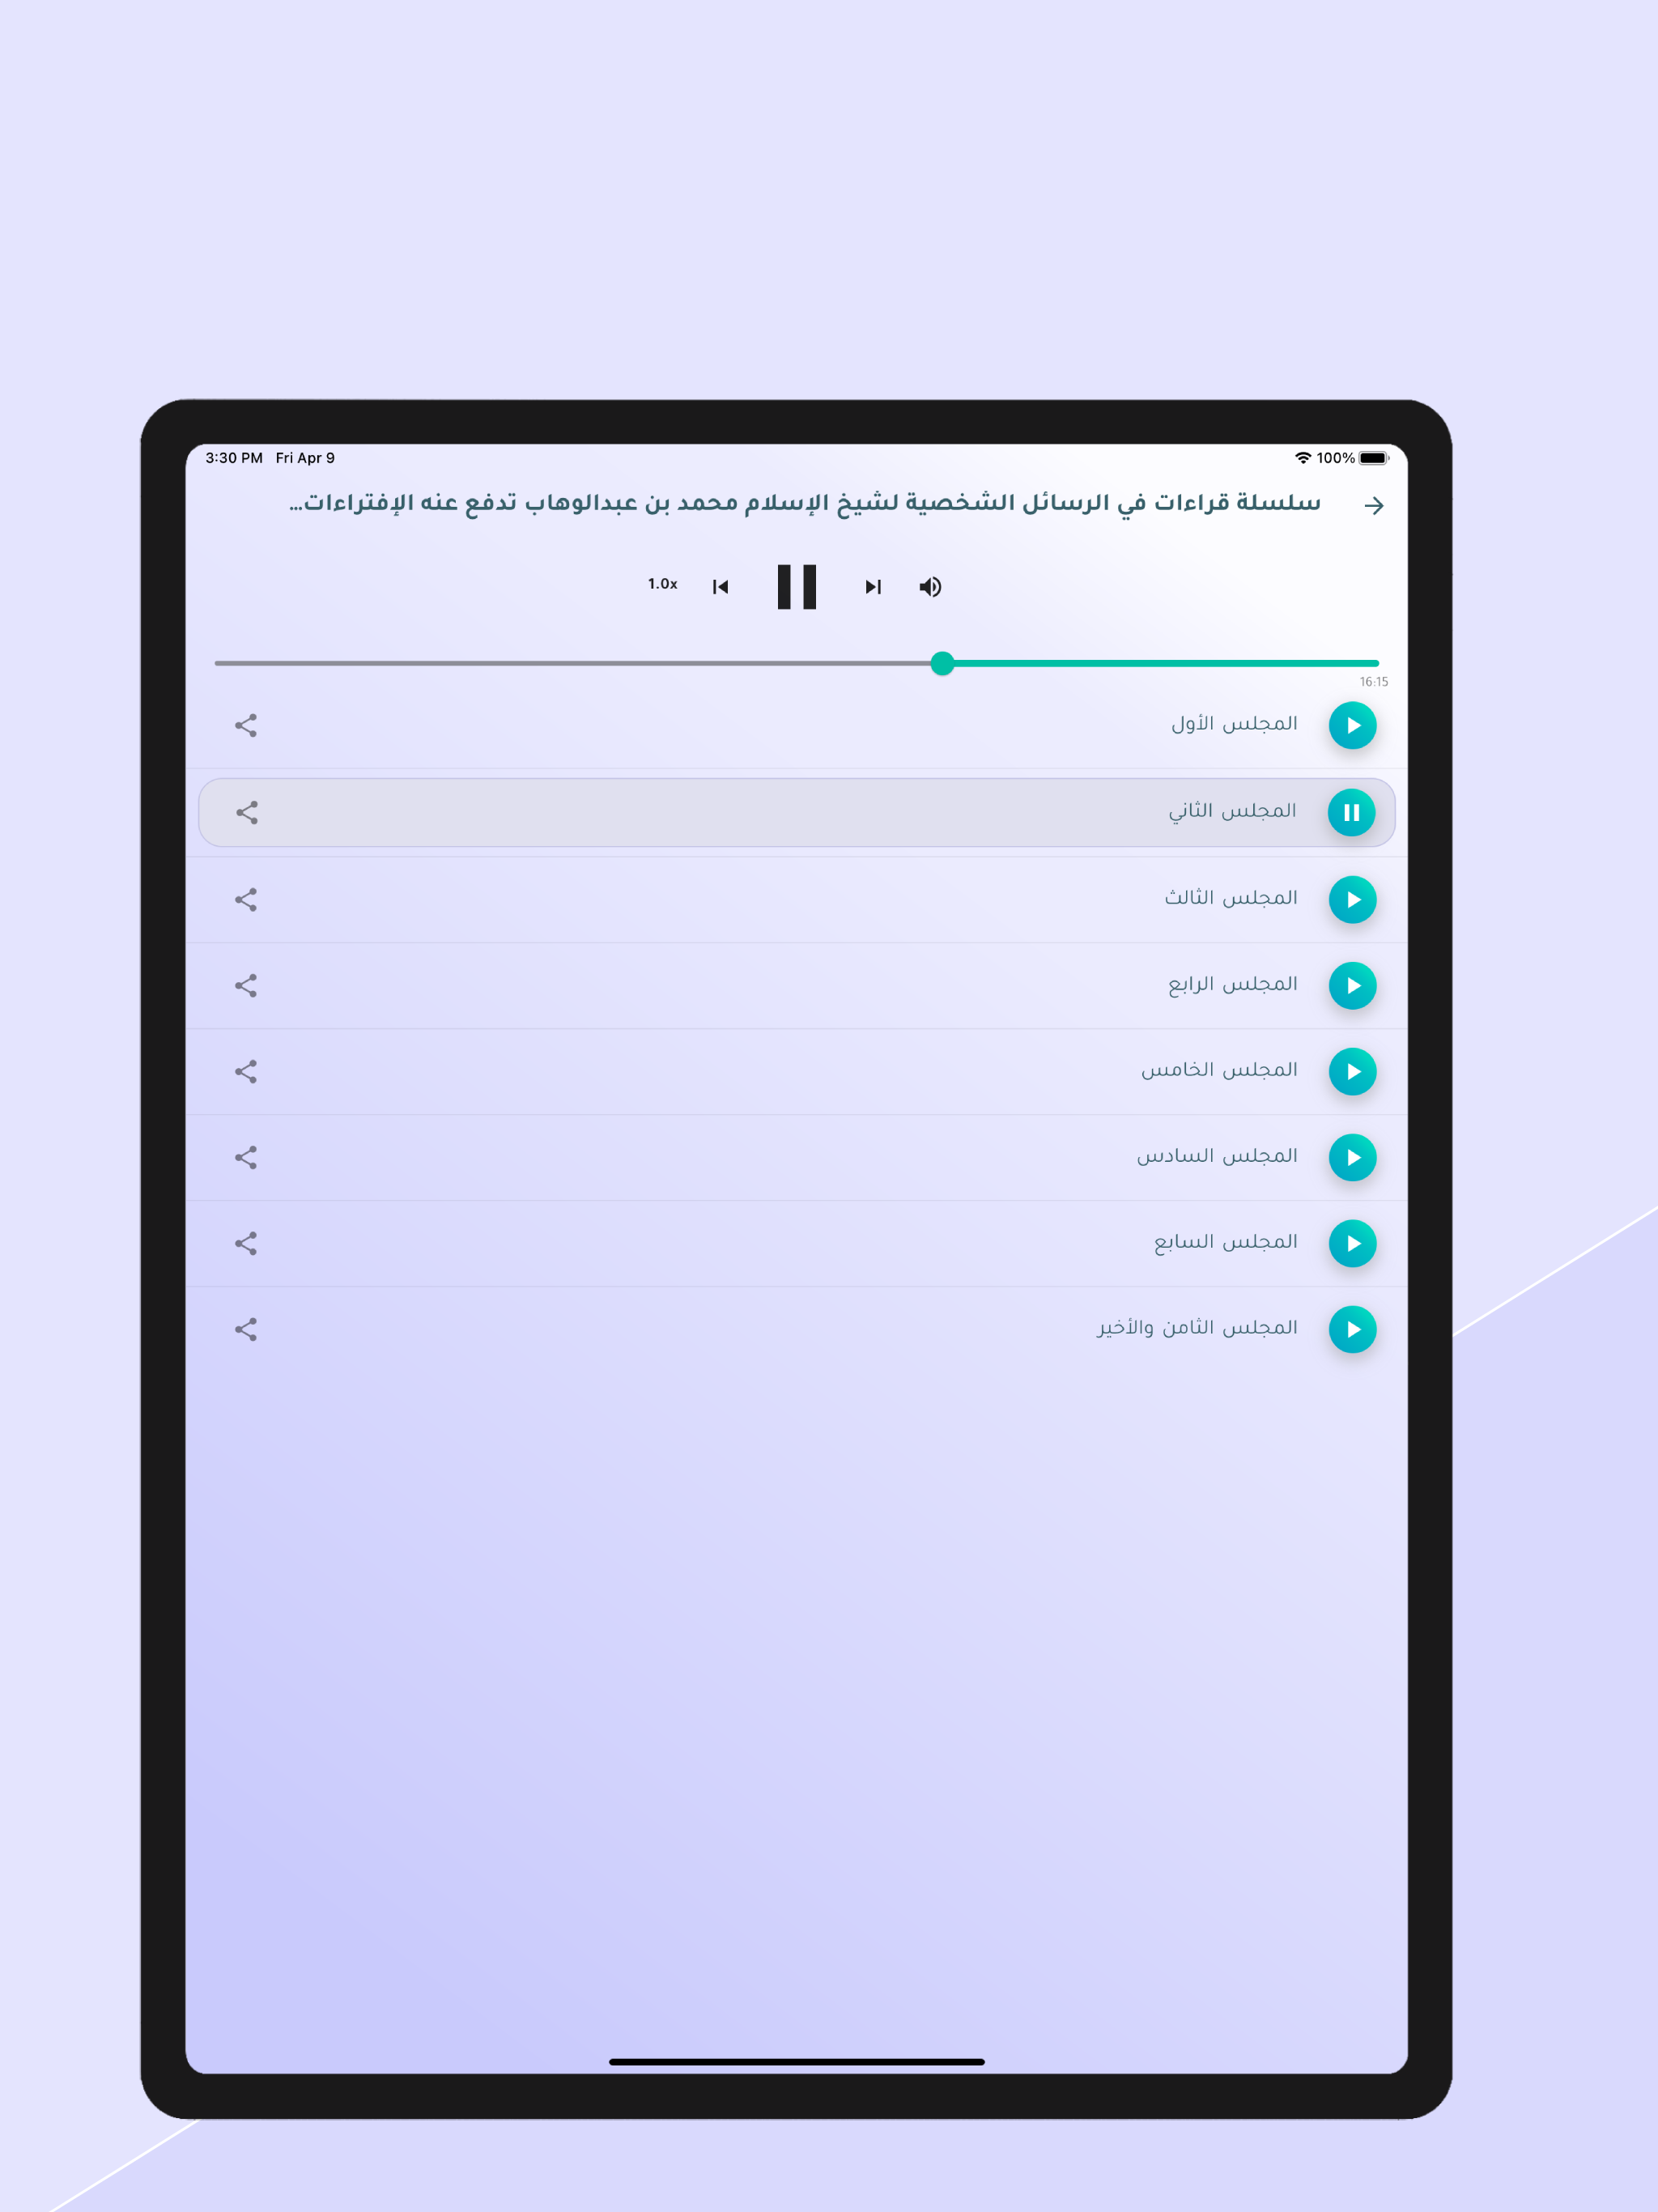 3:30 PM Fri Apr 9 100%
سلسلة قراءات في الرسائل الشخصية لشيخ الإسلام محمد بن عبدالوهاب تدفع عنه الإفتراءات...
1.0x
16:15
المجلس الأول
المجلس الثاني
المجلس الثالث
المجلس الرابع
المجلس الخامس
المجلس السادس
المجلس السابع
المجلس الثامن والأخير